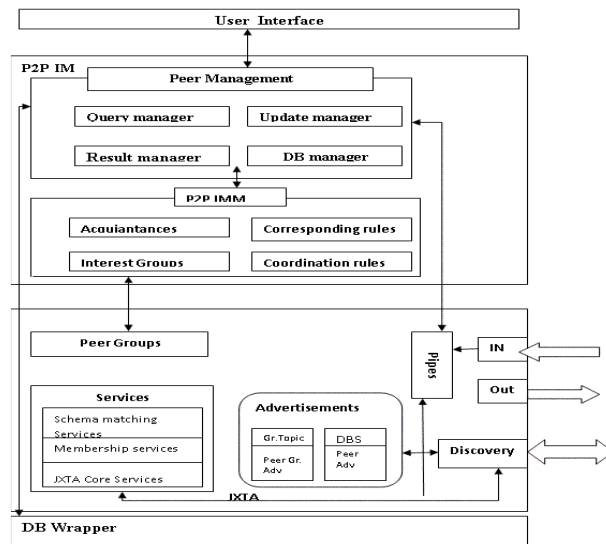 User Interface
P2P IM
Peer Management
Query manager
Update manager
Result manager
DB manager
P2P IMM
Acquiantances
Corresponding rules
Interest Groups
Coordination rules
Peer Groups
Pipes
IN
Out
Services
Schema matching
Services
Membership services
JXTA Core Services
Advertisements
Gr.Topic
DBS
Peer Gr.
Adv
Peer
Adv
Discovery
JXTA
DB Wrapper